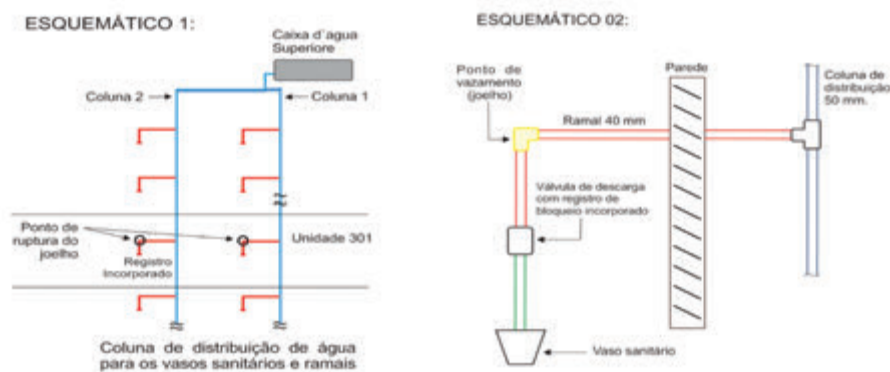 ESQUEMÁTICO 1:
Caixa d´agua
Superiore
Coluna 2
Coluna 1
Ponto de
ruptura do
joelho
Registro
Incorporado
Unidade 301
Coluna de distribuição de água
para os vasos sanitários e ramais
ESQUEMÁTICO 02:
Ponto de
vazamento
(joelho)
Parede
Coluna de
distribuição
50 mm.
Ramal 40 mm
Válvula de descarga
com registro de
bloqueio incorporado
Vaso sanitário